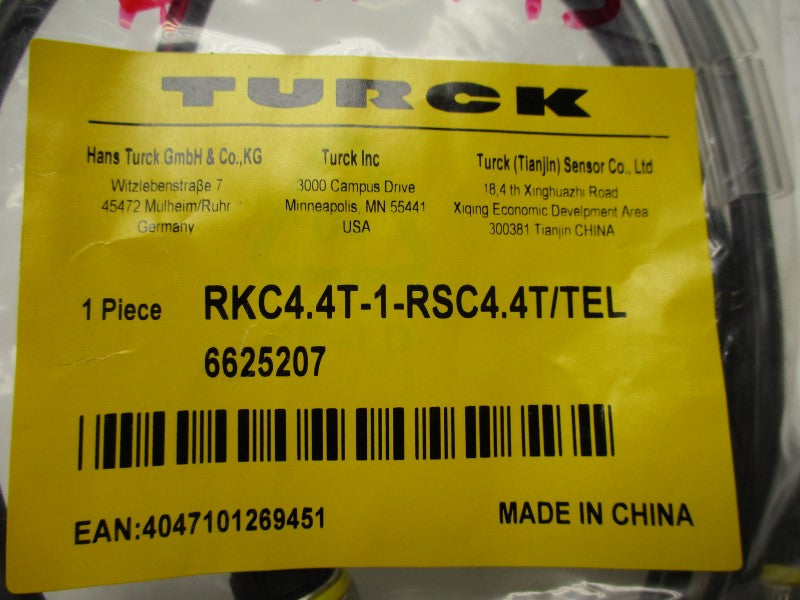 TURCK
Hans Turck GmbH & Co.,KG
Witzlebenstraße 7
45472 Mulheim/Ruhr
Germany
Turck Inc
3000 Campus Drive
Minneapolis, MN 55441
USA
Turck (Tianjin) Sensor Co., Ltd.
18,4 th Xinghuazhi Road
Xiqing Economic Develpment Area
300381 Tianjin CHINA
1 Piece RKC4.4T-1-RSC4.4T/TEL
6625207
EAN:4047101269451
MADE IN CHINA